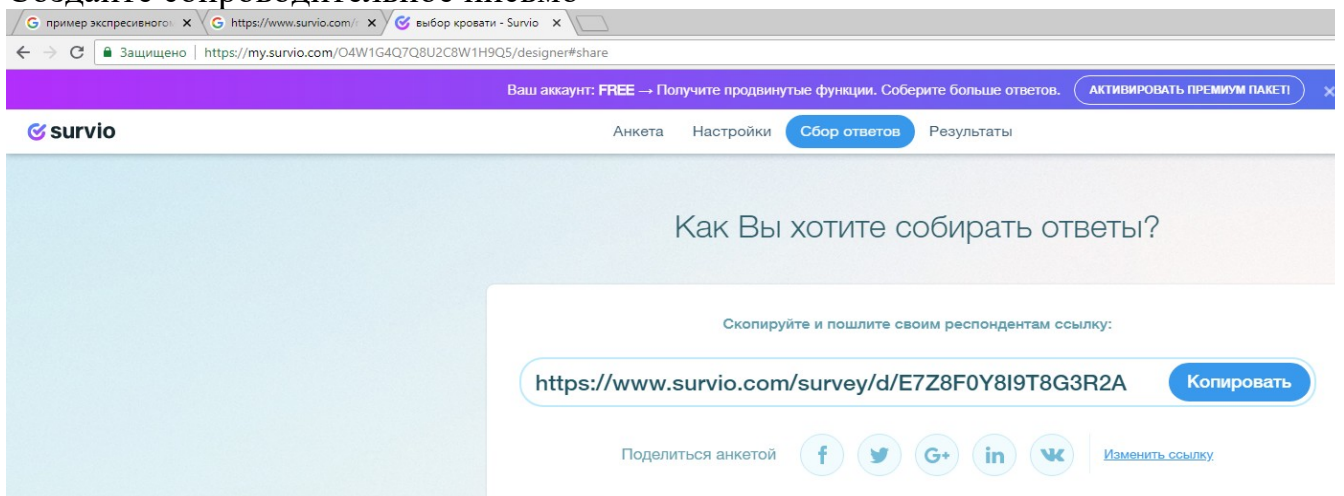 Создайте сопроводительное письмо
пример экспресивного
https://www.survio.com/
выбор кровати - Survio
Защищено | https://my.survio.com/O4W1G4Q7Q8U2C8W1H9Q5/designer#share
Ваш аккаунт: FREE → Получите продвинутые функции. Соберите больше ответов. АКТИВИРОВАТЬ ПРЕМИУМ ПАКЕТ!
survio Анкета Настройки Сбор ответов Результаты
Как Вы хотите собирать ответы?
Скопируйте и пошлите своим респондентам ссылку:
https://www.survio.com/survey/d/E7Z8F0Y8I9T8G3R2A Копировать
Поделиться анкетой f G+ in Изменить ссылку